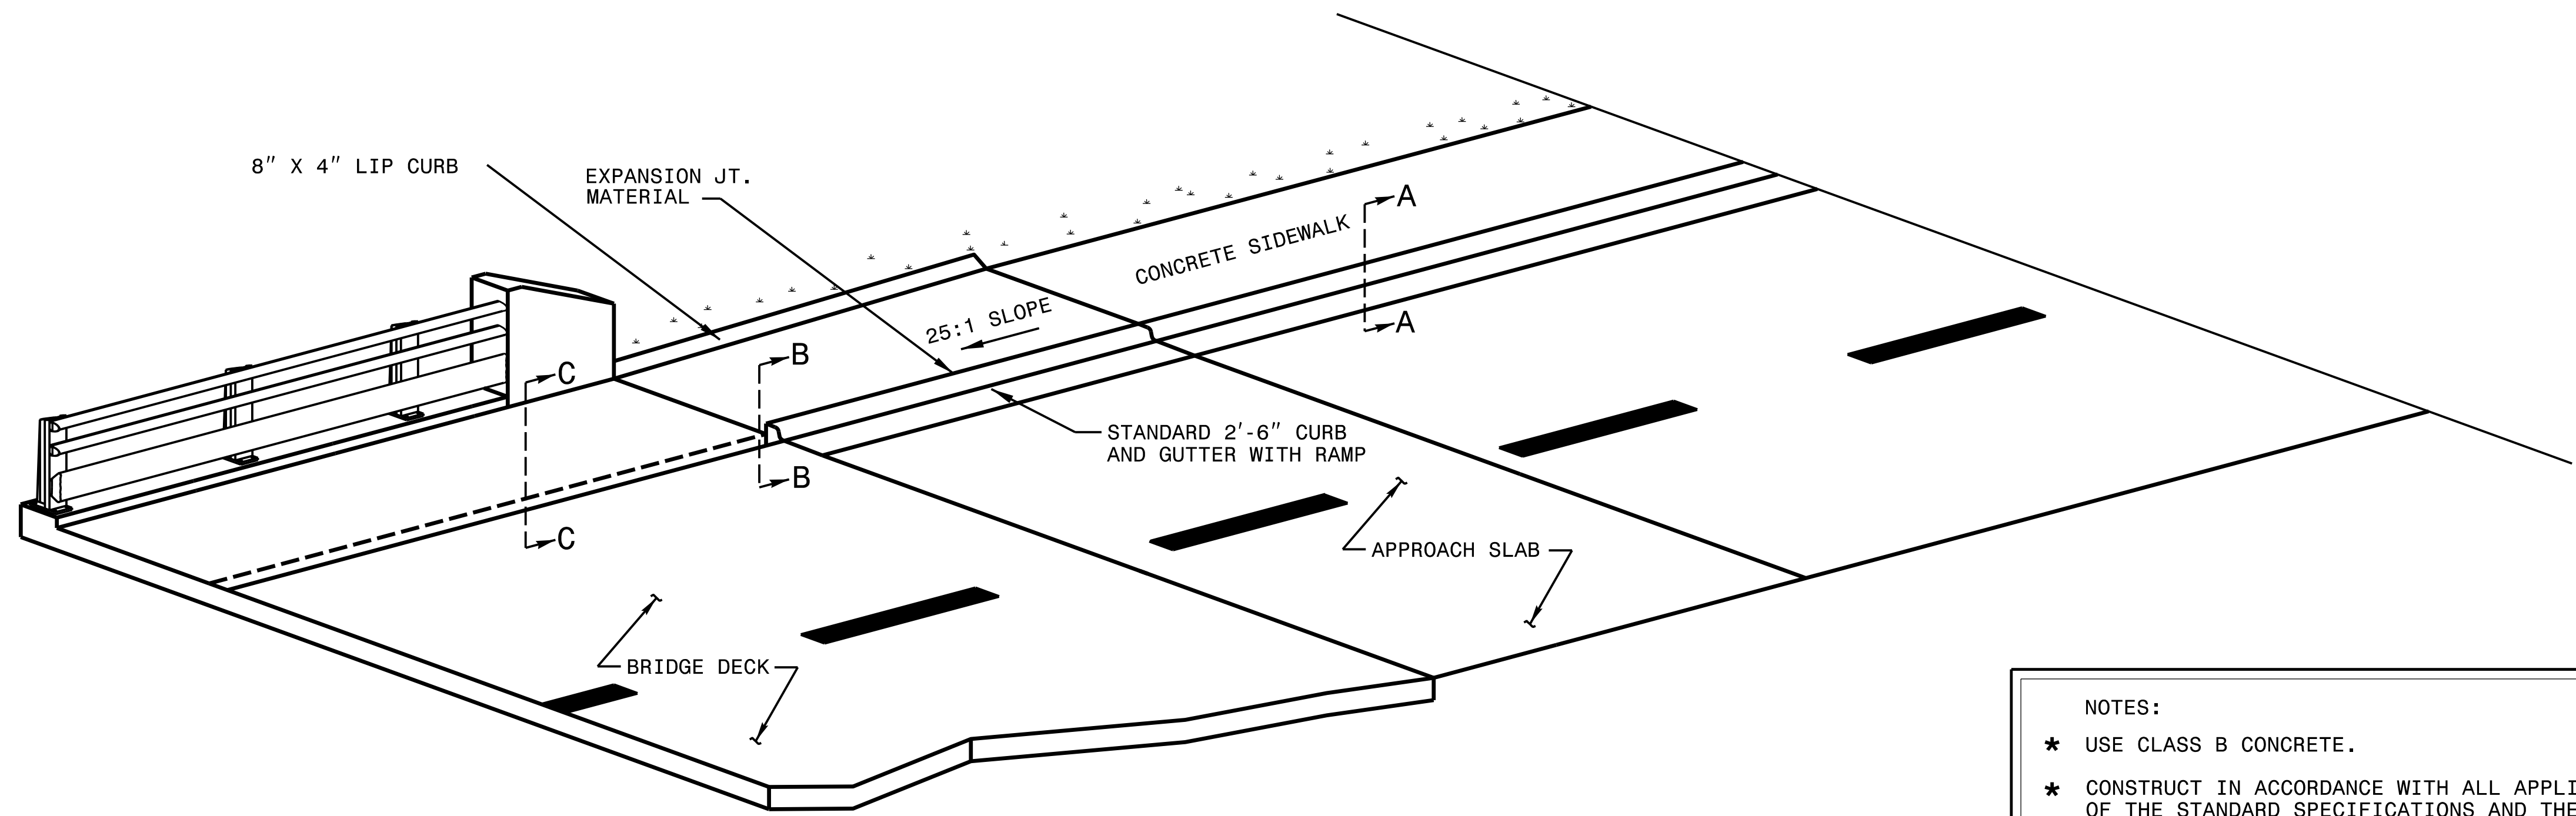 8" X 4" LIP CURB
EXPANSION JT.
MATERIAL
A
CONCRETE SIDEWALK
25:1 SLOPE
A
B
C
STANDARD 2'-6" CURB
AND GUTTER WITH RAMP
B
C
APPROACH SLAB
BRIDGE DECK
NOTES:
* USE CLASS B CONCRETE.
* CONSTRUCT IN ACCORDANCE WITH ALL
OF THE STANDARD SPECIFICATIONS AND THE